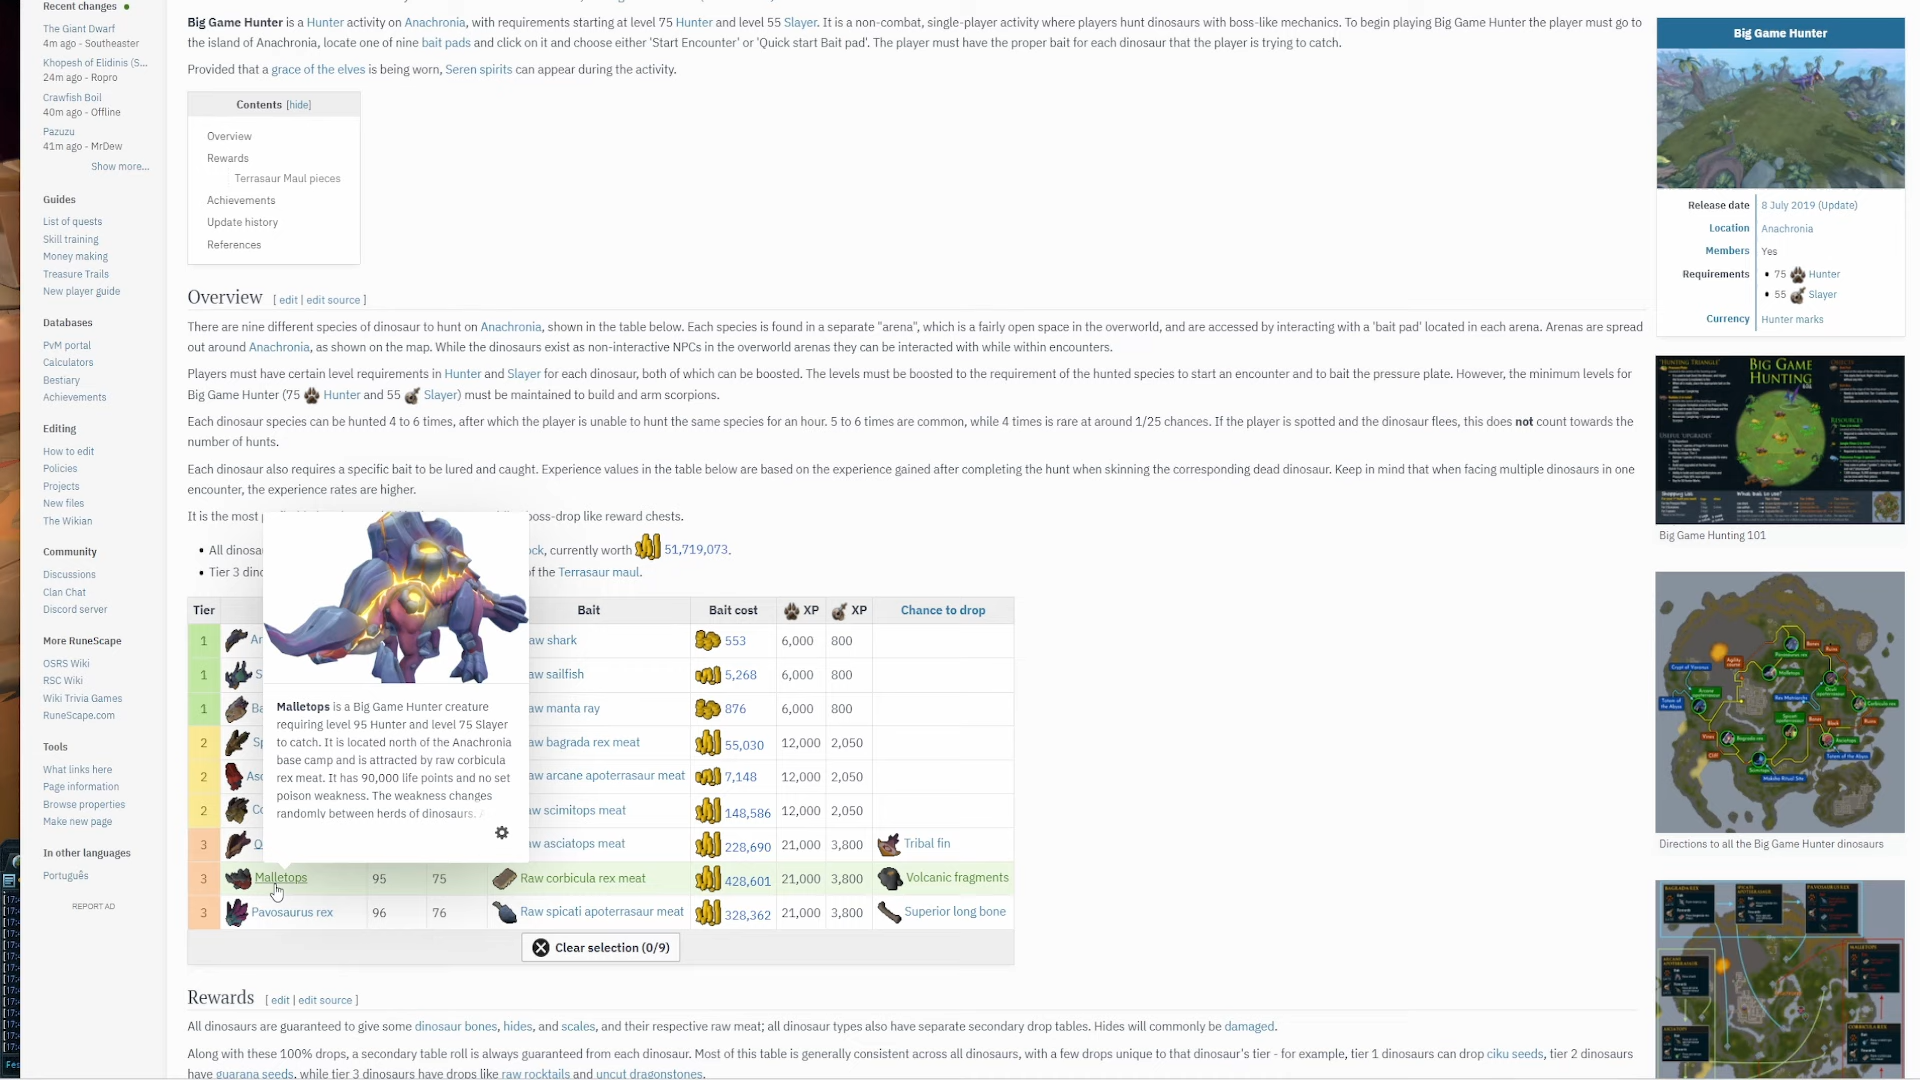 Recent changes
The Giant Dwarf
4m ago - Southeaster
Khopesh of Elidinis (S...
24m ago - Ropro
Crawfish Boil
40m ago - Offline
Pazuzu
41m ago - MrDew
Show more...
Guides
List of quests
Skill training
Money making
Treasure Trails
New player guide
Databases
PvM portal
Calculators
Bestiary
Achievements
Editing
How to edit
Policies
Projects
New files
The Wikian
Community
Discussions
Clan Chat
Discord server
More RuneScape
OSRS Wiki
RSC Wiki
Wiki Trivia Games
RuneScape.com
Tools
What links here
Page information
Browse properties
Make new page
In other languages
Português
REPORT AD
Big Game Hunter is a Hunter activity on Anachronia, with requirements starting at level 75 Hunter and level 55 Slayer. It is a non-combat, single-player activity where players hunt dinosaurs with boss-like mechanics. To begin playing Big Game Hunter the player must go to
the island of Anachronia, locate one of nine bait pads and click on it and choose either 'Start Encounter' or 'Quick start Bait pad'. The player must have the proper bait for each dinosaur that the player is trying to catch.
Provided that a grace of the elves is being worn, Seren spirits can appear during the activity.
Contents [hide]
Overview
Rewards
Terrasaur Maul pieces
Achievements
Update history
References
Overview [ edit | edit source ]
There are nine different species of dinosaur to hunt on Anachronia, shown in the table below. Each species is found in a separate "arena", which is a fairly open space in the overworld, and are accessed by interacting with a 'bait pad' located in each arena. Arenas are spread
out around Anachronia, as shown on the map. While the dinosaurs exist as non-interactive NPCs in the overworld arenas they can be interacted with while within encounters.
Players must have certain level requirements in Hunter and Slayer for each dinosaur, both of which can be boosted. The levels must be boosted to the requirement of the hunted species to start an encounter and to bait the pressure plate. However, the minimum levels for
Big Game Hunter (75 Hunter and 55 Slayer) must be maintained to build and arm scorpions.
Each dinosaur species can be hunted 4 to 6 times, after which the player is unable to hunt the same species for an hour. 5 to 6 times are common, while 4 times is rare at around 1/25 chances. If the player is spotted and the dinosaur flees, this does not count towards the
number of hunts.
Each dinosaur also requires a specific bait to be lured and caught. Experience values in the table below are based on the experience gained after completing the hunt when skinning the corresponding dead dinosaur. Keep in mind that when facing multiple dinosaurs in one
encounter, the experience rates are higher.
It is the most boss-drop like reward chests.
• All dinosa ock, currently worth 51,719,073.
• Tier 3 dino of the Terrasaur maul.
Tier Bait Bait cost XP XP Chance to drop
1 Ar aw shark 553 6,000 800
1 S aw sailfish 5,268 6,000 800
1 Ba aw manta ray 876 6,000 800
2 Sp aw bagrada rex meat 55,030 12,000 2,050
2 Asc aw arcane apoterrasaur meat 7,148 12,000 2,050
2 Co aw scimitops meat 148,586 12,000 2,050
3 O aw asciatops meat 228,690 21,000 3,800 Tribal fin
3 Malletops 95 75 Raw corbicula rex meat 428,601 21,000 3,800 Volcanic fragments
3 Pavosaurus rex 96 76 Raw spicati apoterrasaur meat 328,362 21,000 3,800 Superior long bone
Clear selection (0/9)
Malletops is a Big Game Hunter creature
requiring level 95 Hunter and level 75 Slayer
to catch. It is located north of the Anachronia
base camp and is attracted by raw corbicula
rex meat. It has 90,000 life points and no set
poison weakness. The weakness changes
randomly between herds of dinosaurs.
Rewards [ edit | edit source ]
All dinosaurs are guaranteed to give some dinosaur bones, hides, and scales, and their respective raw meat; all dinosaur types also have separate secondary drop tables. Hides will commonly be damaged.
Along with these 100% drops, a secondary table roll is always guaranteed from each dinosaur. Most of this table is generally consistent across all dinosaurs, with a few drops unique to that dinosaur's tier - for example, tier 1 dinosaurs can drop ciku seeds, tier 2 dinosaurs
have guarana seeds, while tier 3 dinosaurs have drops like raw rocktails and uncut dragonstones.
Big Game Hunter
Release date 8 July 2019 (Update)
Location Anachronia
Members Yes
Requirements • 75 Hunter
• 55 Slayer
Currency Hunter marks
BIG GAME
HUNTING
Big Game Hunting 101
Directions to all the Big Game Hunter dinosaurs